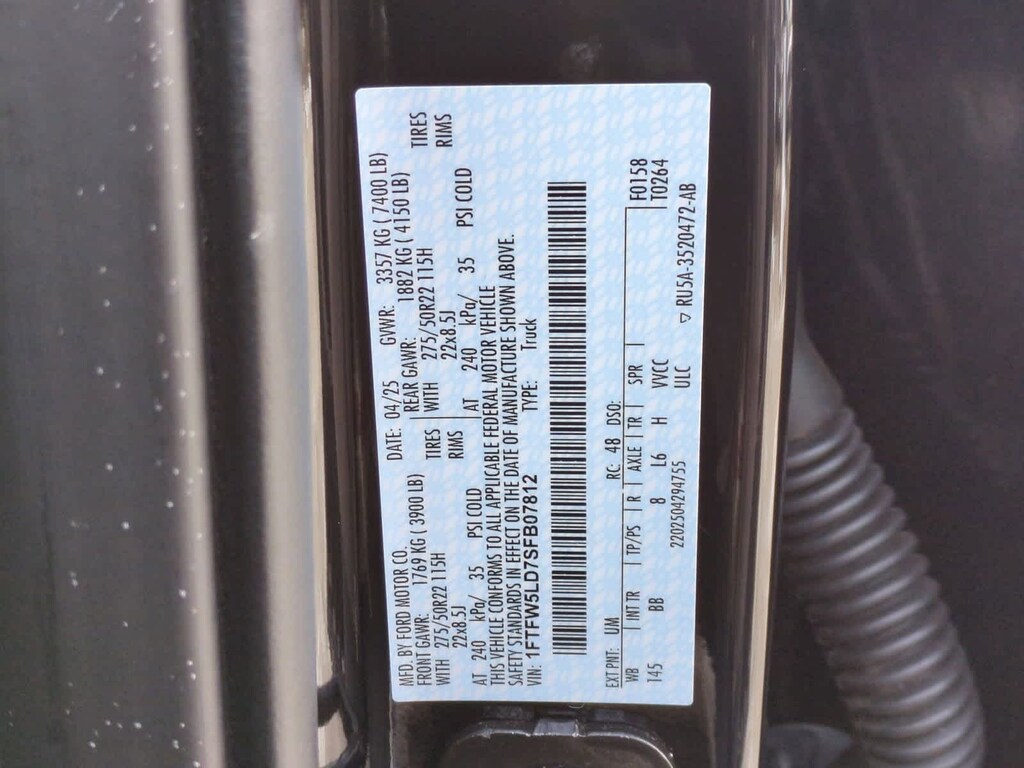 MFD. BY FORD MOTOR CO. DATE: 04/25 GVWR: 3357 KG ( 7400 LB)
FRONT GAWR: 1769 KG ( 3900 LB) REAR GAWR: 1882 KG ( 4150 LB)
WITH 275/50R22 115H TIRES WITH 275/50R22 115H TIRES
22x8.5J RIMS 22x8.5J RIMS
AT 240 kPa/ 35 PSI COLD AT 240 kPa/ 35 PSI COLD
THIS VEHICLE CONFORMS TO ALL APPLICABLE FEDERAL MOTOR VEHICLE
SAFETY STANDARDS IN EFFECT ON THE DATE OF MANUFACTURE SHOWN ABOVE.
VIN: 1FTFW5LD7SFB07812 TYPE: Truck
EXT PNT: UM RC: 48 DSO: F0158
WB INT TR TP/PS R AXLE TR SPR T0264
145 BB 8 L6 H VVCC
2202504294755 ULC
▽ RU5A-3520472-AB